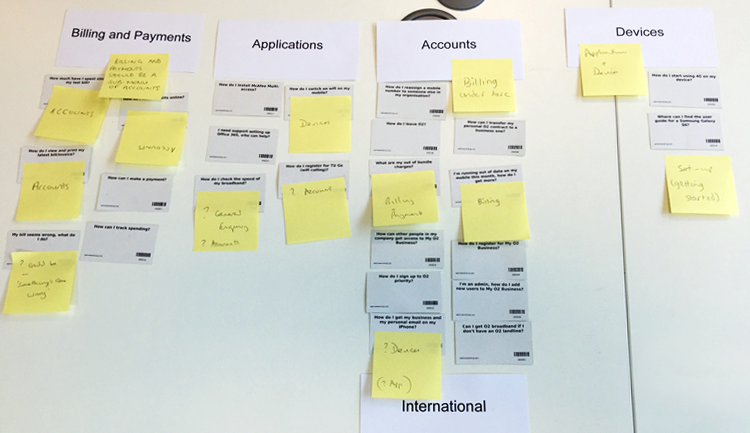 Billing and Payments
BILLING AND
PAYMENTS
SHOULD BE A
SUB-MENU
OF ACCOUNTS
How much have I spent since
my last bill?
ACCOUNTS
online?
ACCOUNTS
How do I view and print my
latest bill/invoice?
Accounts
How can I make a payment?
My bill seems wrong, what do
I do?
? Could be
in
Something's Gone
Wrong
How can I track spending?
Applications
How do I install McAfee Multi-
access?
How do I switch on wifi on my
mobile?
Devices
I need support setting up
Office 365, who can help?
How do I register for TU Go
(wifi calling)?
? Accounts
How do I check the speed of
my broadband?
? General
Enquiry
? Accounts
Accounts
How do I reassign a mobile
number to someone else in
my organisation?
Billing
under here
How do I leave O2?
How can I transfer my
personal O2 contract to a
business one?
What are my out of bundle
charges?
Billing
Payment
I'm running out of data on my
mobile this month, how do I
get more?
Billing
How can other people in my
company get access to My O2
Business?
How do I register for My O2
Business?
How do I sign up to O2
priority?
I'm an admin, how do I add
new users to My O2 Business?
How do I get my business and
my personal email on my
iPhone?
? Devices
(? App)
Can I get O2 broadband if I
don't have an O2 landline?
International
Devices
Application
+
Device
How do I start using 4G on my
device?
Where can I find the user
guide for a Samsung Galaxy
S6?
Set-up
(getting
started)